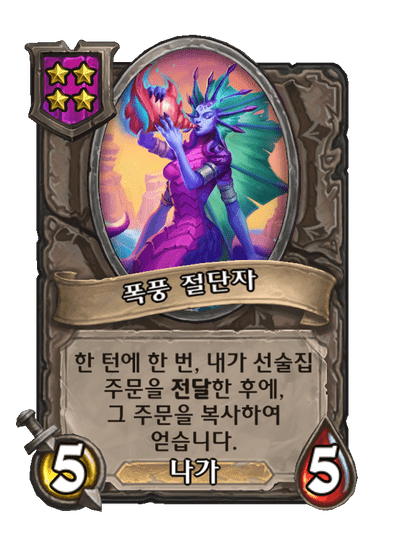 폭풍 절단자
한 턴에 한 번, 내가 선술집
주문을 전달한 후에,
그 주문을 복사하여
얻습니다.
5
나가
5